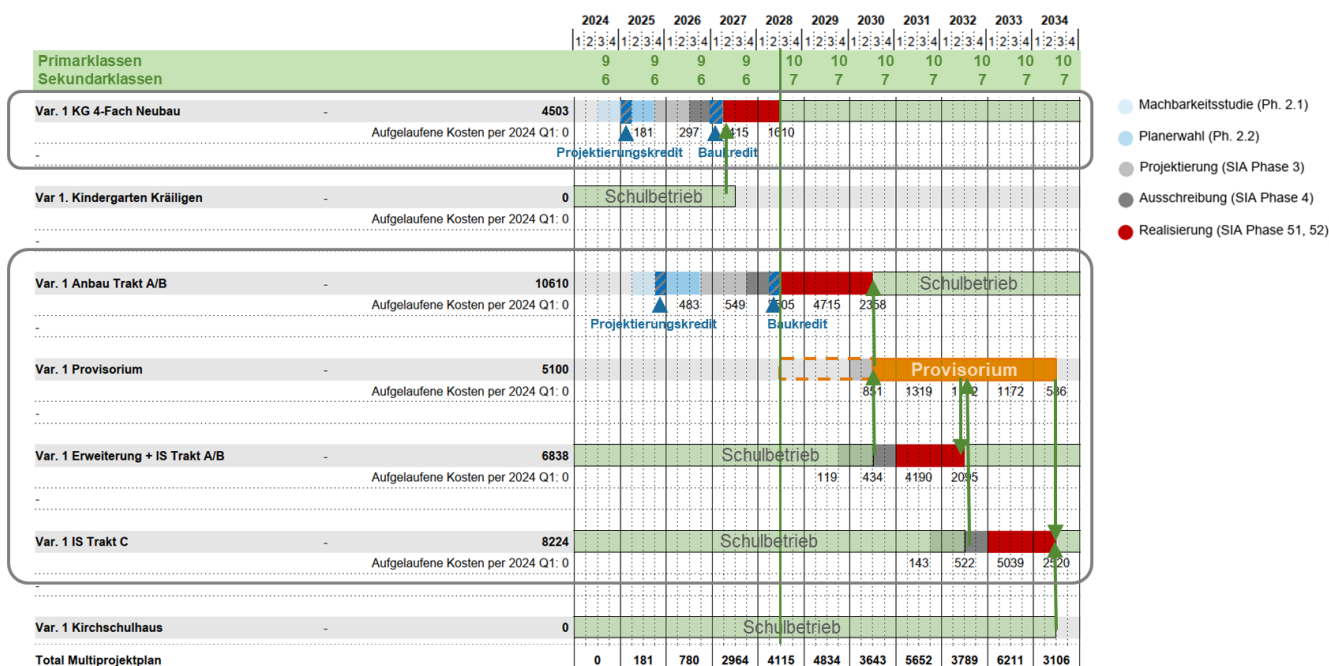 2024 2025 2026 2027 2028 2029 2030 2031 2032 2033 2034
1 2 3 4 1 2 3 4 1 2 3 4 1 2 3 4 1 2 3 4 1 2 3 4 1 2 3 4 1 2 3 4 1 2 3 4 1 2 3 4 1 2 3 4
Primarklassen 9 9 9 9 10 10 10 10 10 10 10
Sekundarklassen 6 6 6 6 7 7 7 7 7 7 7
Var. 1 KG 4-Fach Neubau - 4503
Aufgelaufene Kosten per 2024 Q1: 0 181 297 1610
- Projektierungskredit Baukredit
Var 1. Kindergarten Kräiligen - 0 Schulbetrieb
Aufgelaufene Kosten per 2024 Q1: 0
-
Var. 1 Anbau Trakt A/B - 10610 Schulbetrieb
Aufgelaufene Kosten per 2024 Q1: 0 483 549 4715 2358
Projektierungskredit Baukredit
-
Var. 1 Provisorium - 5100 Provisorium
Aufgelaufene Kosten per 2024 Q1: 0 851 1319 1172 586
-
Var. 1 Erweiterung + IS Trakt A/B - 6838 Schulbetrieb
Aufgelaufene Kosten per 2024 Q1: 0 119 434 4190 2095
-
Var. 1 IS Trakt C - 8224 Schulbetrieb
Aufgelaufene Kosten per 2024 Q1: 0 143 522 5039 2520
-
Var. 1 Kirchschulhaus - 0 Schulbetrieb
Total Multiprojektplan 0 181 780 2964 4115 4834 3643 5652 3789 6211 3106
Machbarkeitsstudie (Ph. 2.1)
Planerwahl (Ph. 2.2)
Projektierung (SIA Phase 3)
Ausschreibung (SIA Phase 4)
Realisierung (SIA Phase 51, 52)